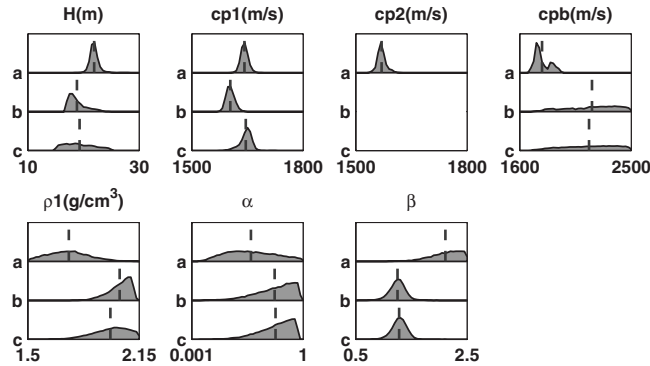 H(m) cp1(m/s) cp2(m/s) cpb(m/s)
a a a a
b b b b
c c c c
10 30 1500 1800 1500 1800 1600 2500
ρ1(g/cm³) α β
a a a
b b b
c c c
1.5 2.15 0.001 1 0.5 2.5